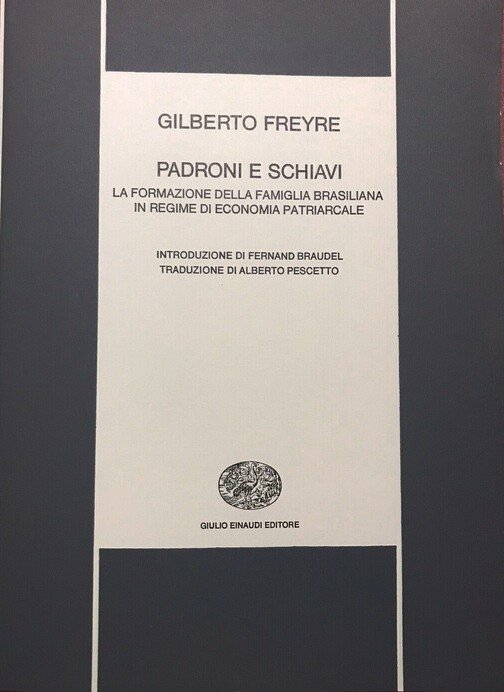 GILBERTO FREYRE
PADRONI E SCHIAVI
LA FORMAZIONE DELLA FAMIGLIA BRASILIANA
IN REGIME DI ECONOMIA PATRIARCALE
INTRODUZIONE DI FERNAND BRAUDEL
TRADUZIONE DI ALBERTO PESCETTO
GIULIO EINAUDI EDITORE